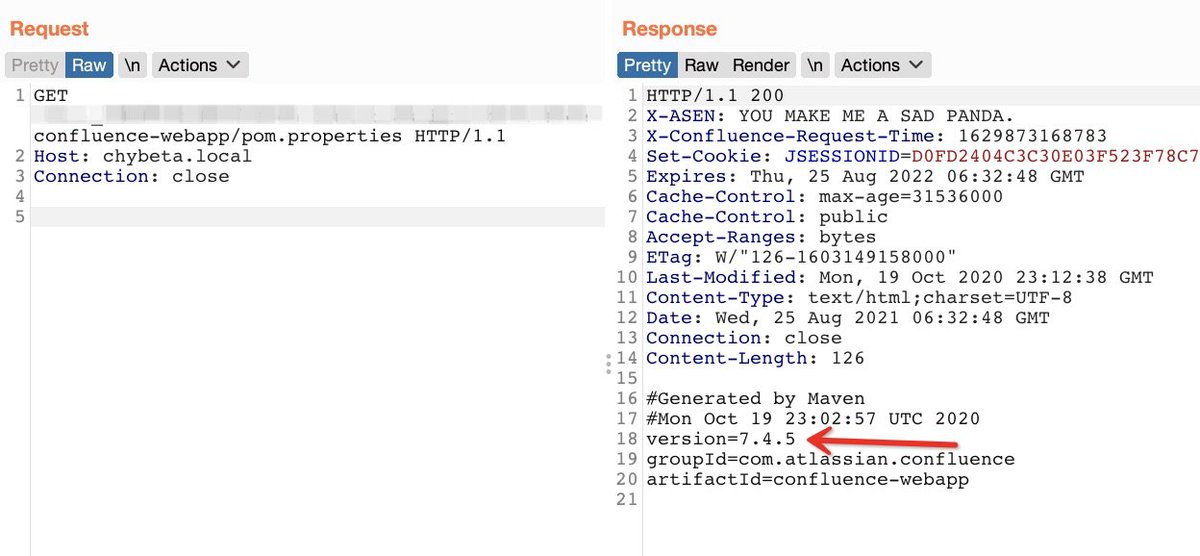 Request
Pretty Raw \n Actions
1 GET
confluence-webapp/pom.properties HTTP/1.1
2 Host: chybeta.local
3 Connection: close
4
5
Response
Pretty Raw Render \n Actions
1 HTTP/1.1 200
2 X-ASEN: YOU MAKE ME A SAD PANDA.
3 X-Confluence-Request-Time: 1629873168783
4 Set-Cookie: JSESSIONID=D0FD2404C3C30E03F523F78C7
5 Expires: Thu, 25 Aug 2022 06:32:48 GMT
6 Cache-Control: max-age=31536000
7 Cache-Control: public
8 Accept-Ranges: bytes
9 ETag: W/"126-1603149158000"
10 Last-Modified: Mon, 19 Oct 2020 23:12:38 GMT
11 Content-Type: text/html;charset=UTF-8
12 Date: Wed, 25 Aug 2021 06:32:48 GMT
13 Connection: close
14 Content-Length: 126
15
16 #Generated by Maven
17 #Mon Oct 19 23:02:57 UTC 2020
18 version=7.4.5
19 groupId=com.atlassian.confluence
20 artifactId=confluence-webapp
21